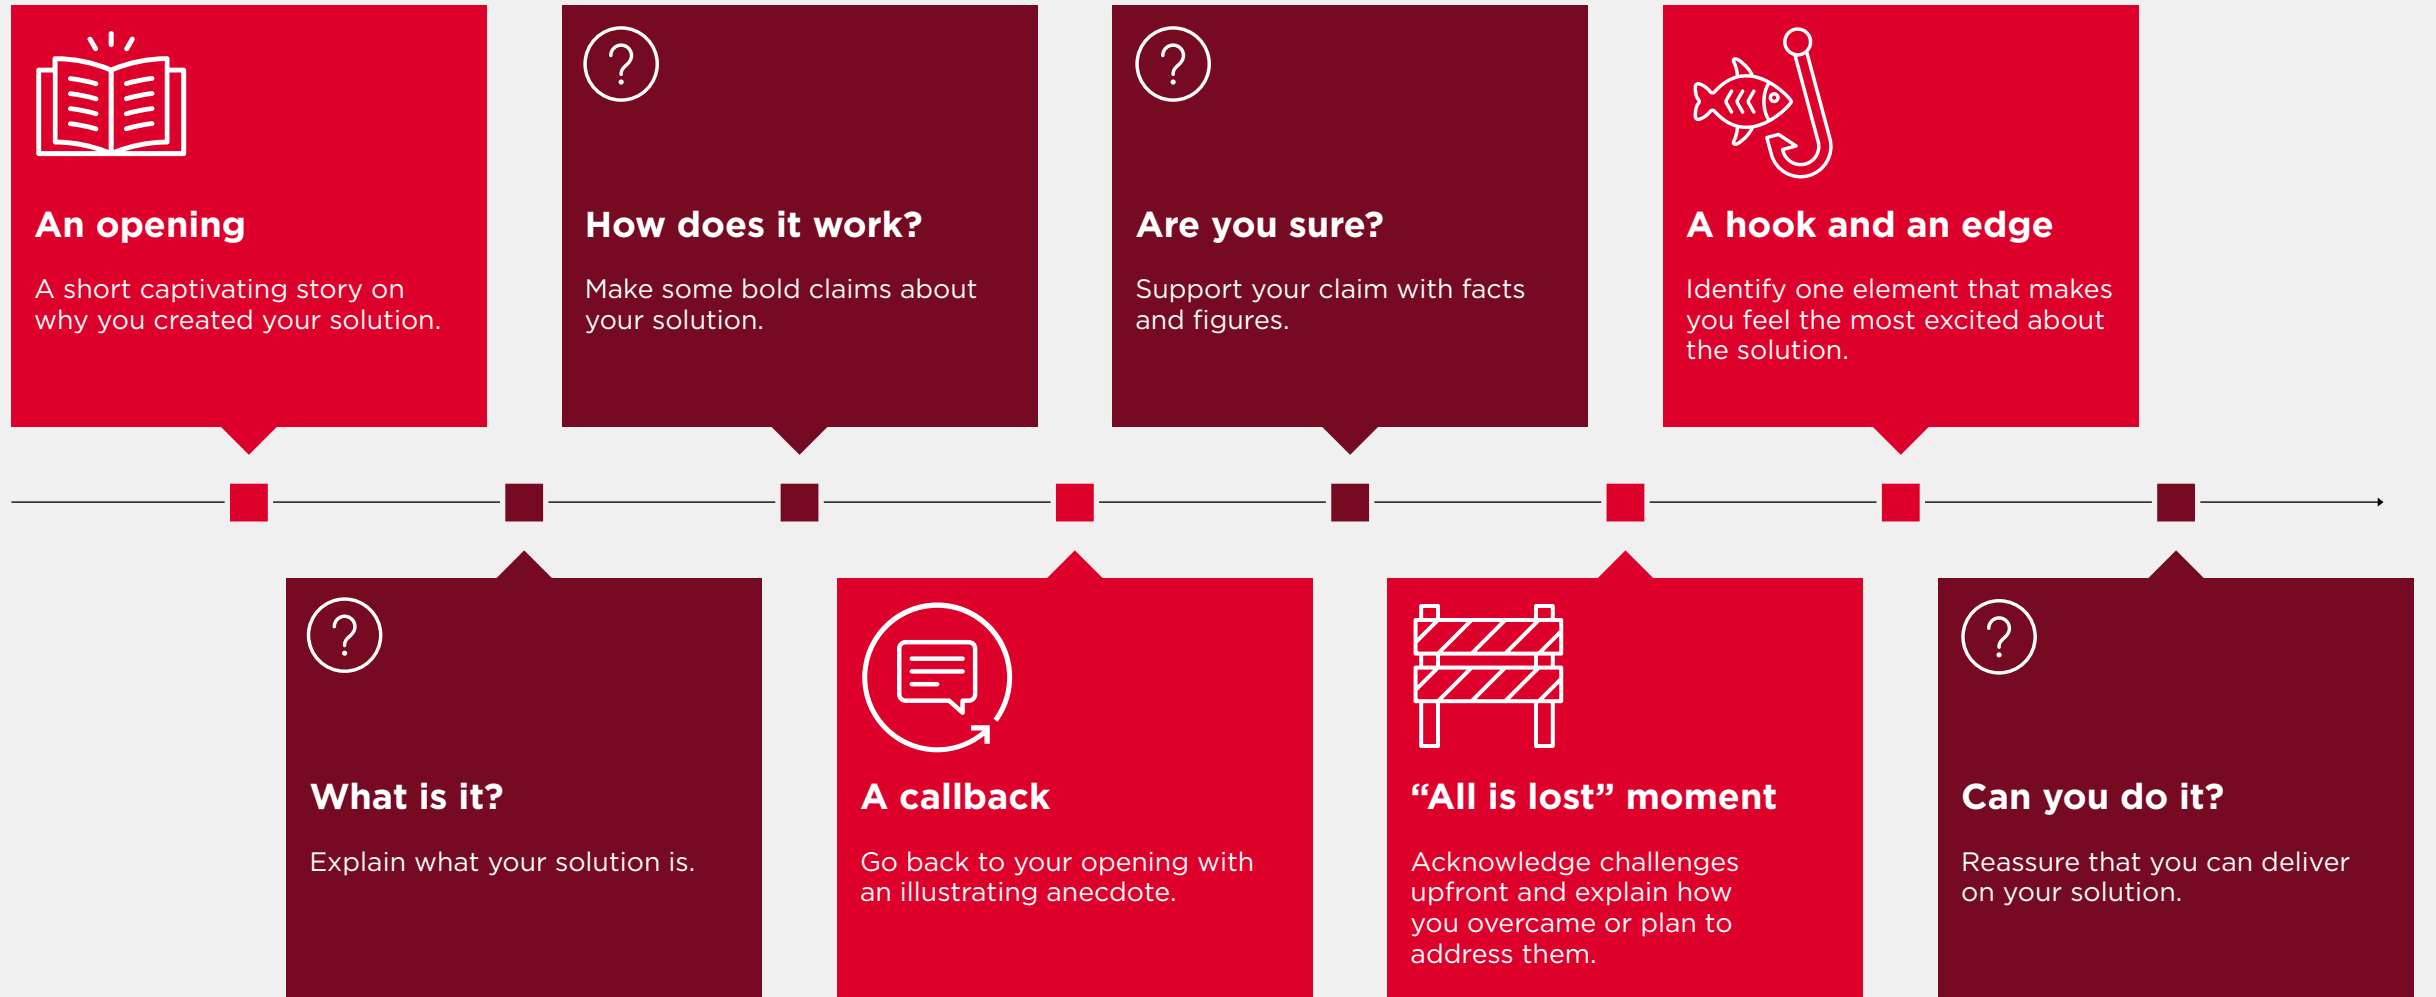 An opening
A short captivating story on
why you created your solution.
What is it?
Explain what your solution is.
How does it work?
Make some bold claims about
your solution.
A callback
Go back to your opening with
an illustrating anecdote.
Are you sure?
Support your claim with facts
and figures.
“All is lost” moment
Acknowledge challenges
upfront and explain how
you overcame or plan to
address them.
A hook and an edge
Identify one element that makes
you feel the most excited about
the solution.
Can you do it?
Reassure that you can deliver
on your solution.